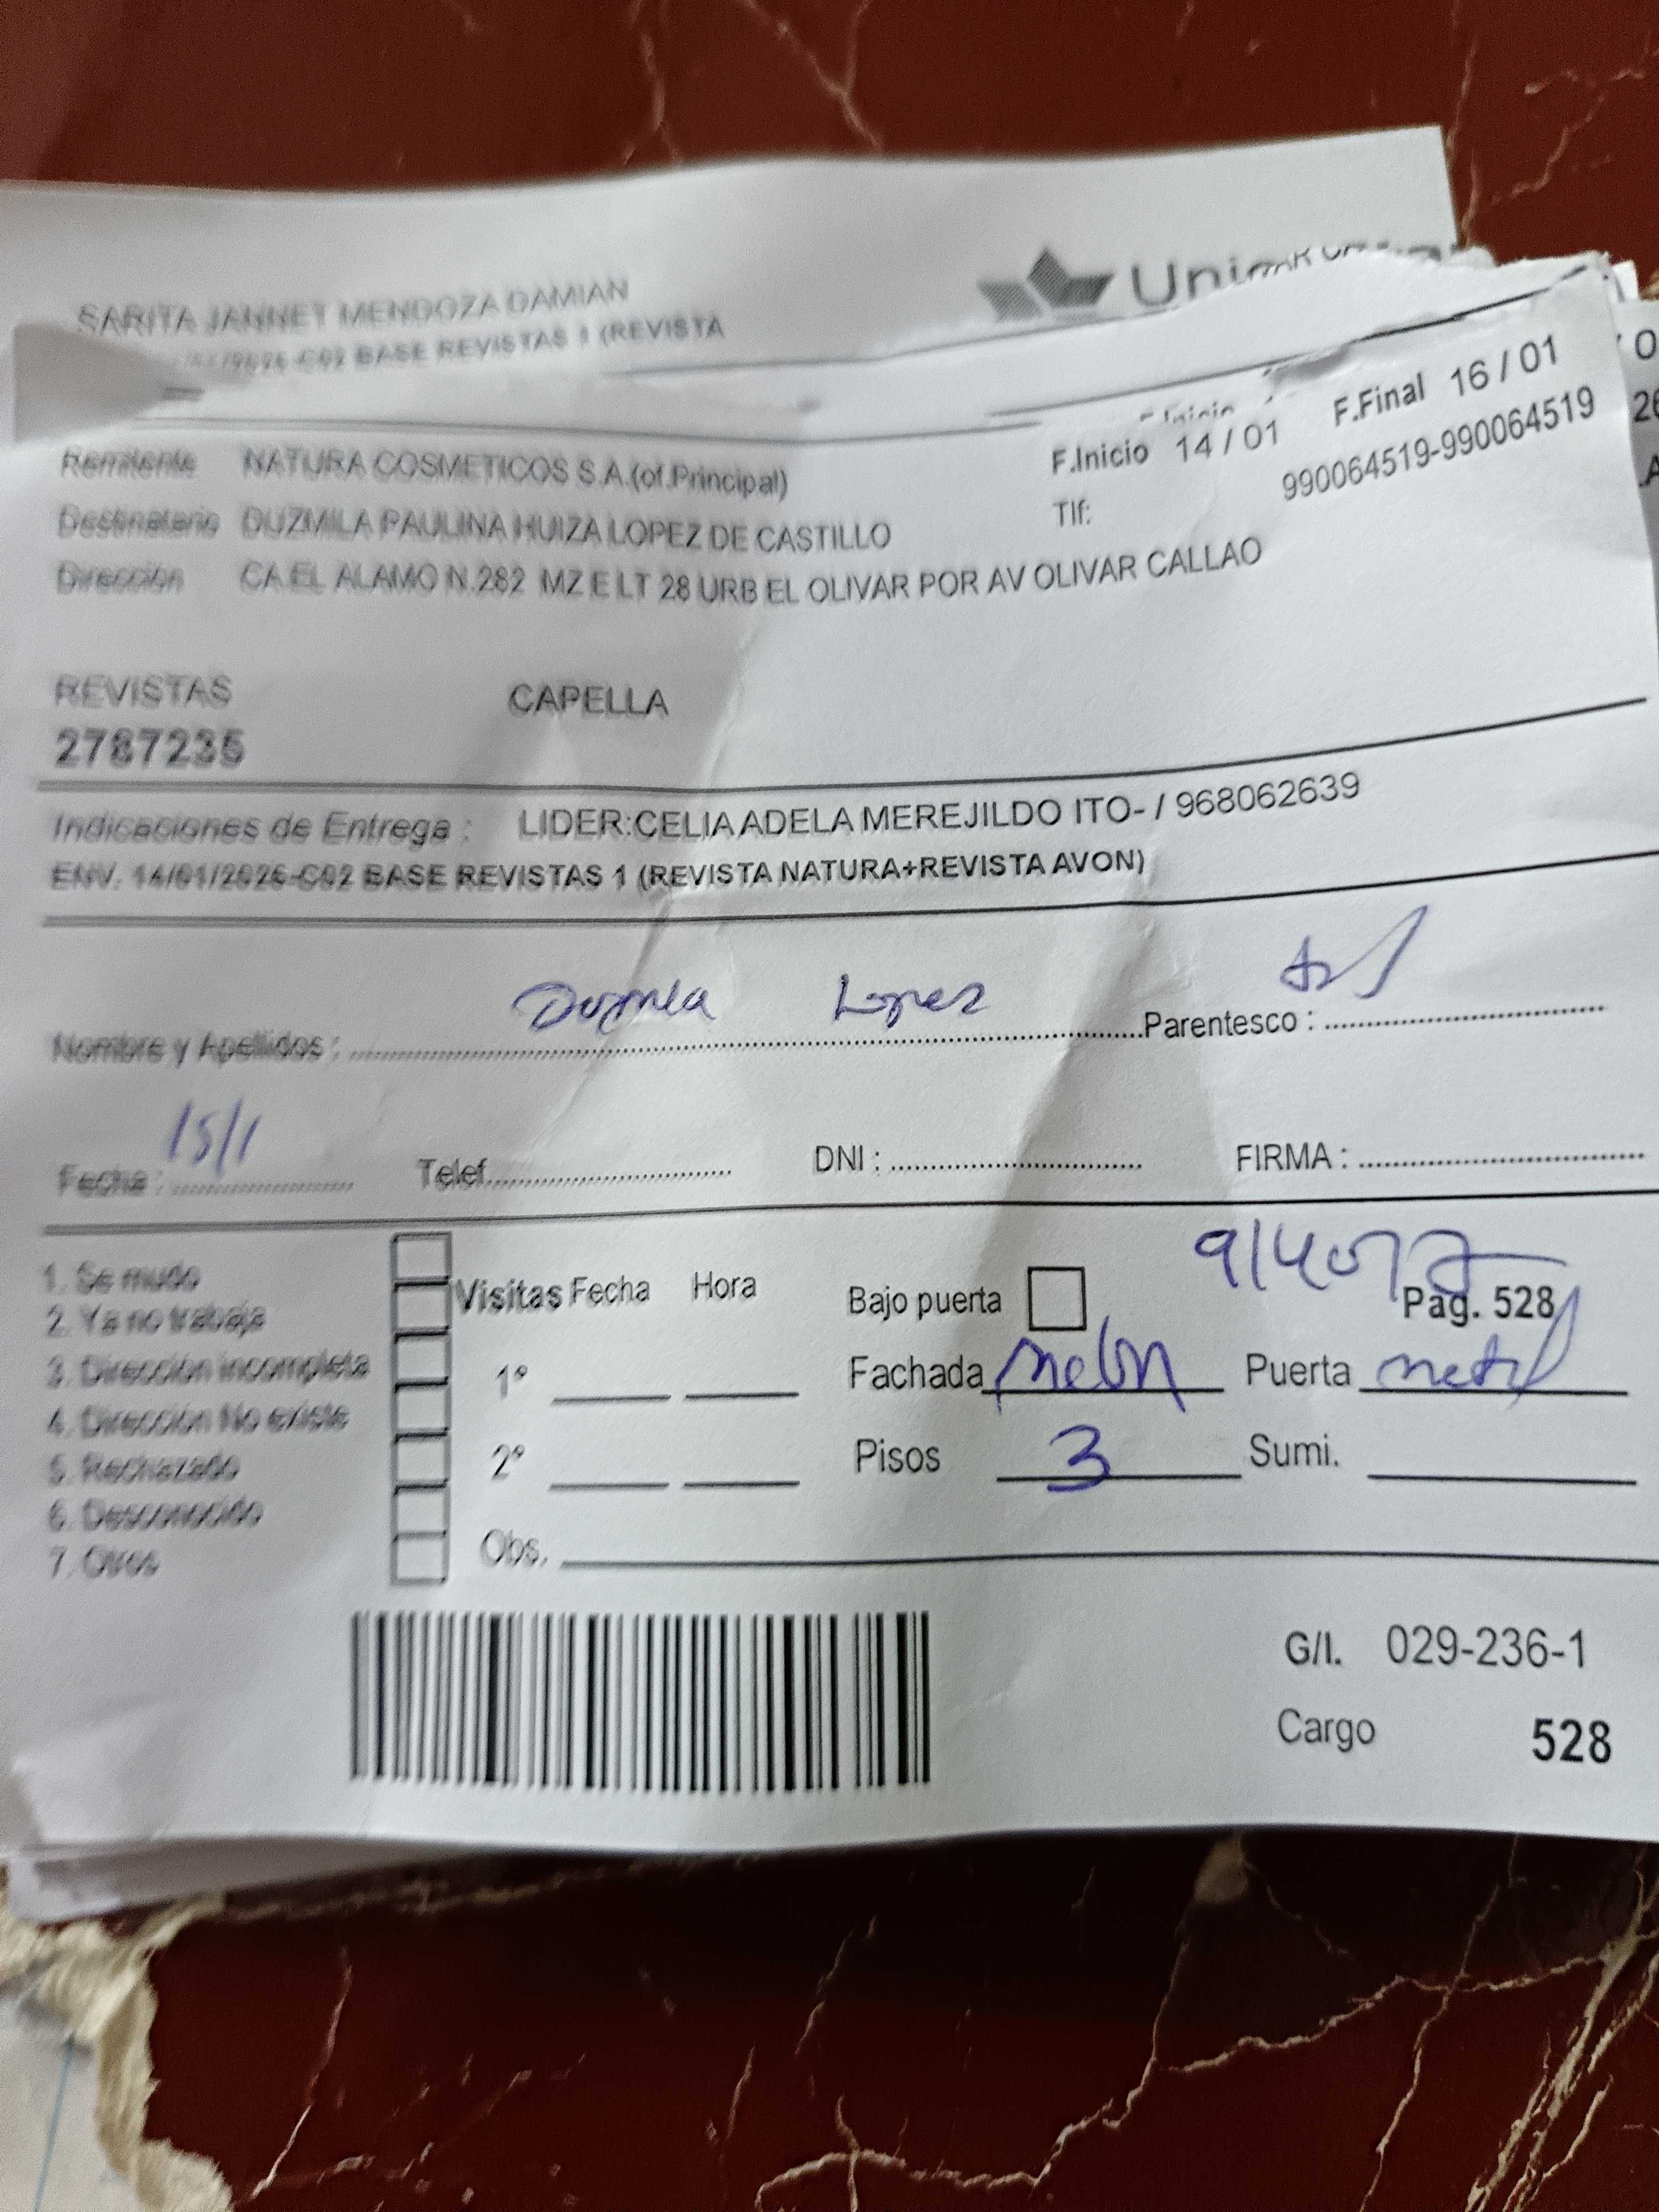 SARITA JANNET MENDOZA DAMIAN
BASE REVISTAS 1 (REVISTA
F.Inicio 14 / 01 F.Final 16 / 01
Remitente NATURA COSMETICOS S.A.(of.Principal)
Tlf: 990064519-990064519
Destinatario DUZMILA PAULINA HUIZA LOPEZ DE CASTILLO
Dirección CA EL ALAMO N.282 MZ E LT 28 URB EL OLIVAR POR AV OLIVAR CALLAO
REVISTAS CAPELLA
2787235
Indicaciones de Entrega : LIDER:CELIA ADELA MEREJILDO ITO- / 968062639
ENV. 14/01/2026-C02 BASE REVISTAS 1 (REVISTA NATURA+REVISTA AVON)
Nombre y Apellidos : Duzmila Lopez Parentesco :
Fecha : 15/1 Telef. DNI : FIRMA :
1. Se mudo
2. Ya no trabaja
3. Dirección incompleta
4. Dirección No existe
5. Rechazado
6. Desconocido
7. Otros
Visitas Fecha Hora
1°
2°
Obs.
Bajo puerta Pag. 528
Fachada melon Puerta metal
Pisos 3 Sumi.
G/I. 029-236-1
Cargo 528